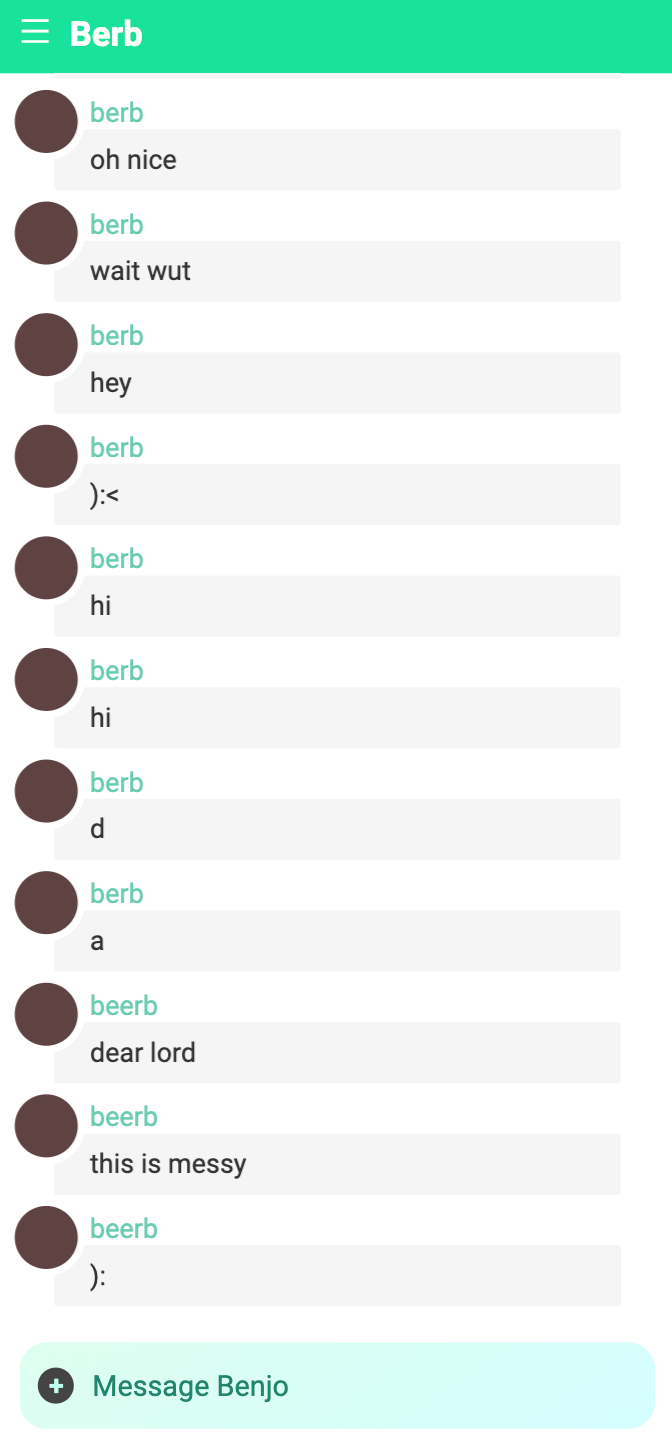 Berb
berb
oh nice
berb
wait wut
berb
hey
berb
):<
berb
hi
berb
hi
berb
d
berb
a
beerb
dear lord
beerb
this is messy
beerb
):
Message Benjo